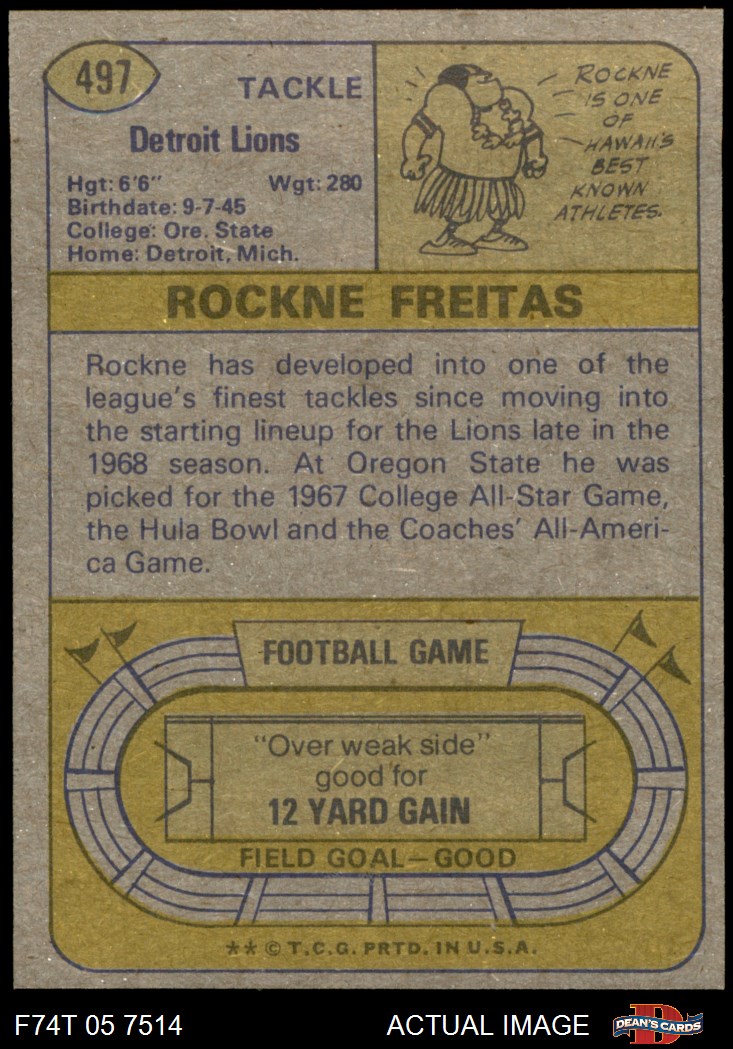 497
TACKLE
Detroit Lions
Hgt: 6'6" Wgt: 280
Birthdate: 9-7-45
College: Ore. State
Home: Detroit, Mich.
ROCKNE
IS ONE
OF
HAWAII'S
BEST
KNOWN
ATHLETES.
ROCKNE FREITAS
Rockne has developed into one of the
league's finest tackles since moving into
the starting lineup for the Lions late in the
1968 season. At Oregon State he was
picked for the 1967 College All-Star Game,
the Hula Bowl and the Coaches' All-Ameri-
ca Game.
FOOTBALL GAME
"Over weak side"
good for
12 YARD GAIN
FIELD GOAL—GOOD
** © T.C.G. PRTD. IN U.S.A.
F74T 05 7514 ACTUAL IMAGE
D
DEAN'S CARDS